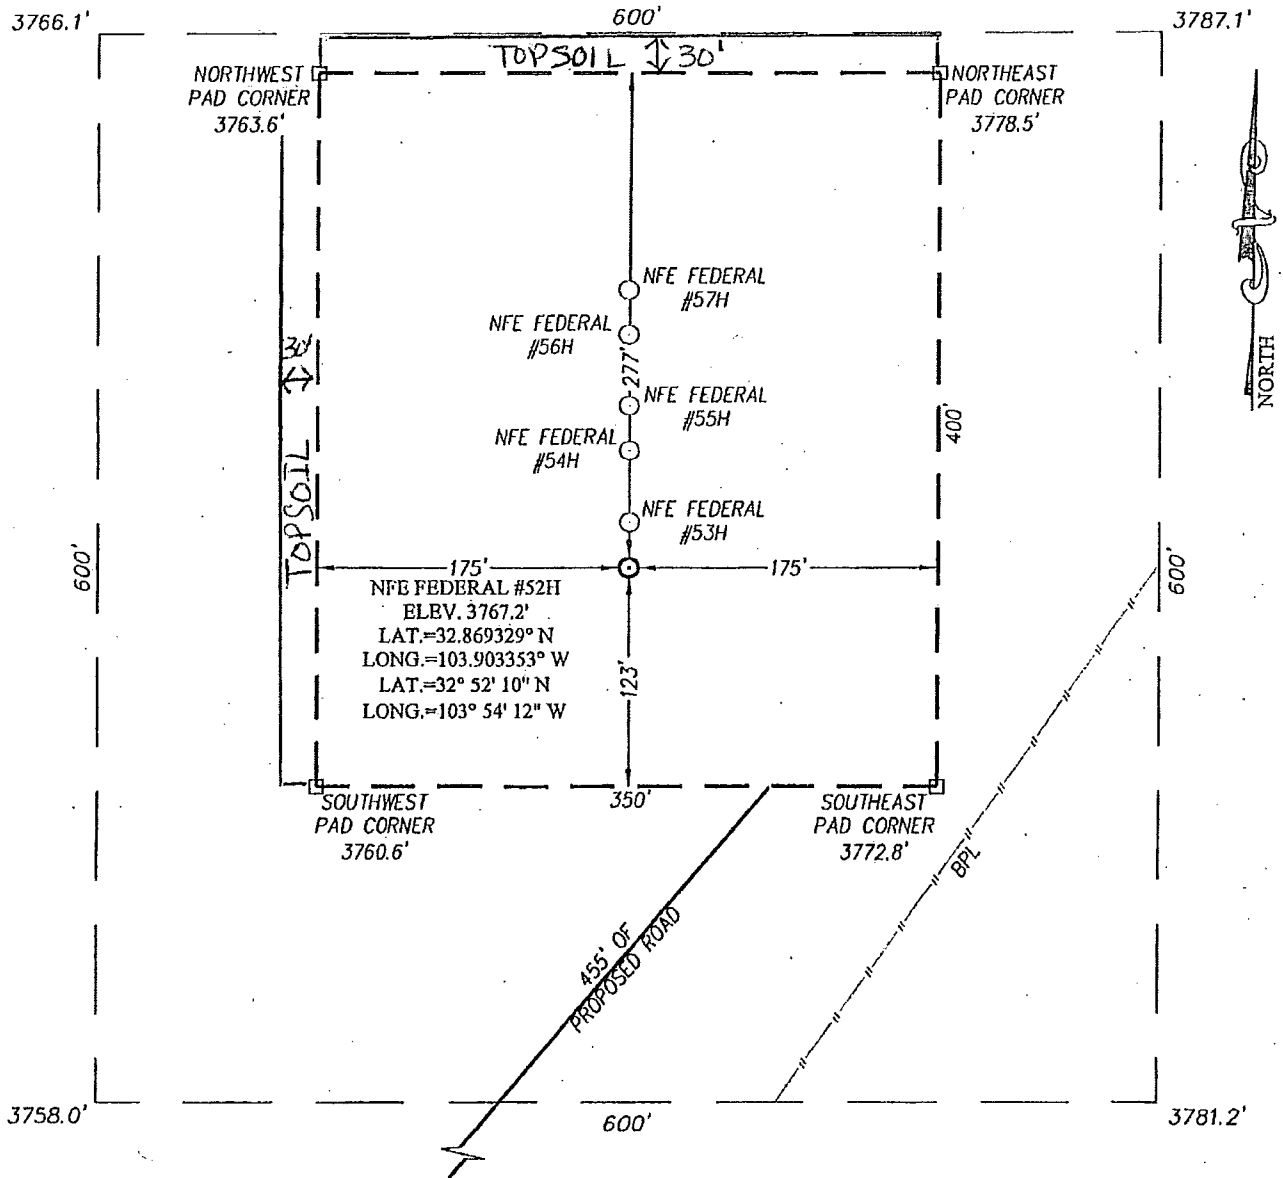 3766.1'
600'
3787.1'
TOPSOIL 30'
NORTHWEST
PAD CORNER
3763.6'
NORTHEAST
PAD CORNER
3778.5'
NORTH
NFE FEDERAL
#57H
NFE FEDERAL
#56H
277'
30'
NFE FEDERAL
#55H
400'
NFE FEDERAL
#54H
TOPSOIL
NFE FEDERAL
#53H
600'
175'
175'
600'
NFE FEDERAL #52H
ELEV. 3767.2'
LAT.=32.869329° N
LONG.=103.903353° W
LAT.=32° 52' 10" N
LONG.=103° 54' 12" W
123'
SOUTHWEST
PAD CORNER
3760.6'
350'
SOUTHEAST
PAD CORNER
3772.8'
BPL
455' OF
PROPOSED ROAD
3758.0'
600'
3781.2'